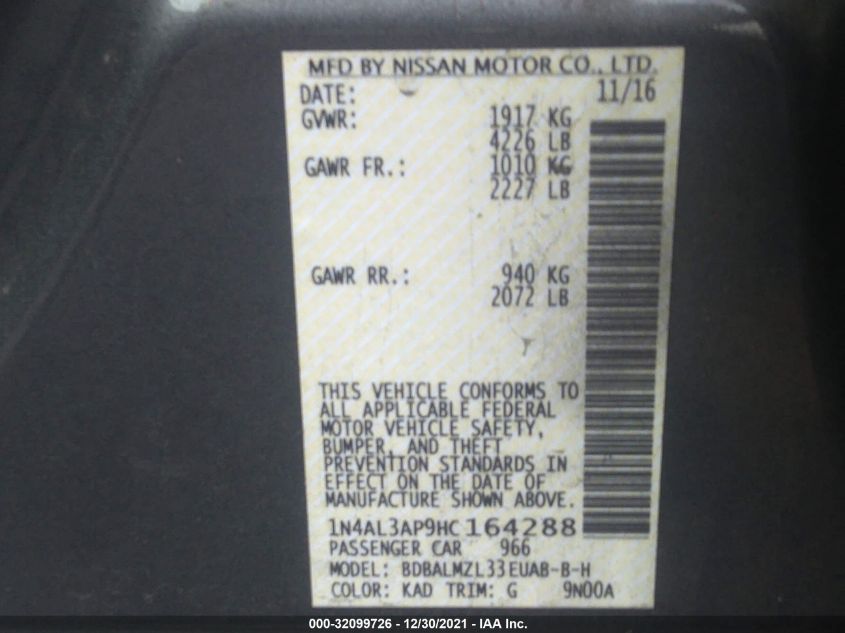 MFD BY NISSAN MOTOR CO., LTD.
DATE: 11/16
GVWR: 1917 KG
4226 LB
GAWR FR.: 1010 KG
2227 LB
GAWR RR.: 940 KG
2072 LB
THIS VEHICLE CONFORMS TO
ALL APPLICABLE FEDERAL
MOTOR VEHICLE SAFETY,
BUMPER, AND THEFT
PREVENTION STANDARDS IN
EFFECT ON THE DATE OF
MANUFACTURE SHOWN ABOVE.
1N4AL3AP9HC164288
PASSENGER CAR 966
MODEL: BDBALMZL33EUAB-B-H
COLOR: KAD TRIM: G 9N00A
000-32099726 - 12/30/2021 - IAA Inc.